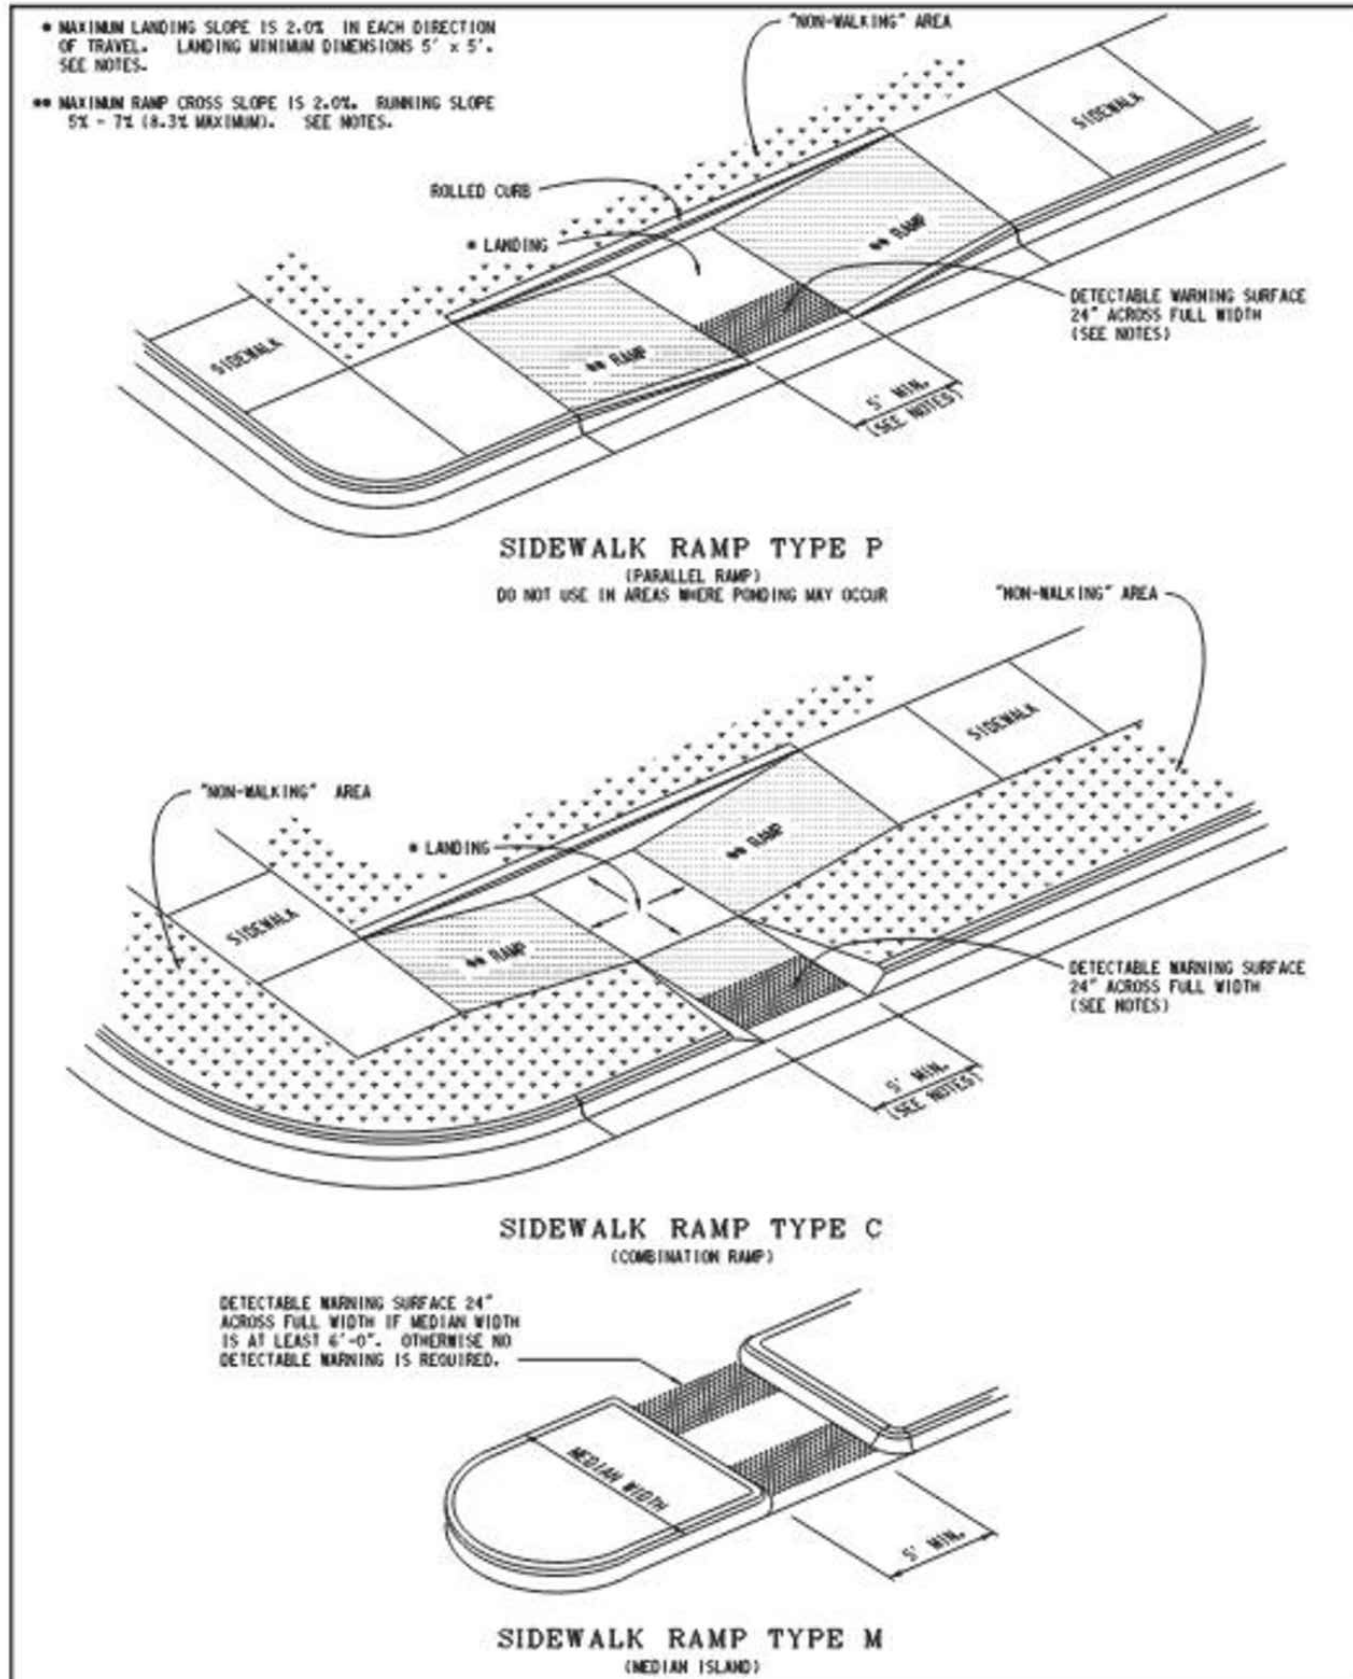 • MAXIMUM LANDING SLOPE IS 2.0% IN EACH DIRECTION
OF TRAVEL. LANDING MINIMUM DIMENSIONS 5' x 5'.
SEE NOTES.
•• MAXIMUM RAMP CROSS SLOPE IS 2.0%. RUNNING SLOPE
5% - 7% (8.3% MAXIMUM). SEE NOTES.
"NON-WALKING" AREA
SIDEWALK
ROLLED CURB
• LANDING
•• RAMP
DETECTABLE WARNING SURFACE
24" ACROSS FULL WIDTH
(SEE NOTES)
SIDEWALK
•• RAMP
5' MIN.
(SEE NOTES)
SIDEWALK RAMP TYPE P
(PARALLEL RAMP)
DO NOT USE IN AREAS WHERE PONDING MAY OCCUR
"NON-WALKING" AREA
SIDEWALK
"NON-WALKING" AREA
• LANDING
•• RAMP
SIDEWALK
•• RAMP
DETECTABLE WARNING SURFACE
24" ACROSS FULL WIDTH
(SEE NOTES)
5' MIN.
(SEE NOTES)
SIDEWALK RAMP TYPE C
(COMBINATION RAMP)
DETECTABLE WARNING SURFACE 24"
ACROSS FULL WIDTH IF MEDIAN WIDTH
IS AT LEAST 6'-0". OTHERWISE NO
DETECTABLE WARNING IS REQUIRED.
MEDIAN WIDTH
5' MIN.
SIDEWALK RAMP TYPE M
(MEDIAN ISLAND)